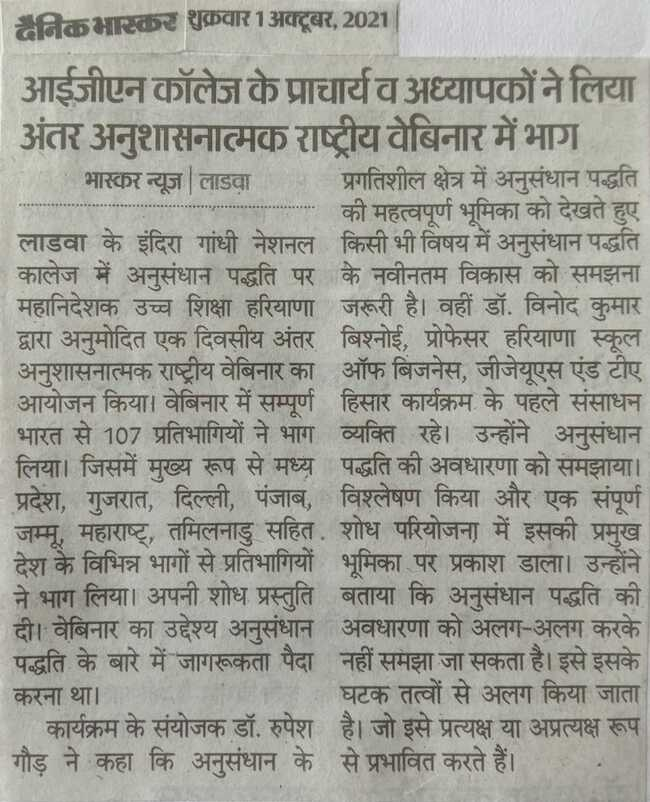 दैनिक भास्कर शुक्रवार 1 अक्टूबर, 2021
आईजीएन कॉलेज के प्राचार्य व अध्यापकों ने लिया
अंतर अनुशासनात्मक राष्ट्रीय वेबिनार में भाग
भास्कर न्यूज | लाडवा
लाडवा के इंदिरा गांधी नेशनल
कालेज में अनुसंधान पद्धति पर
महानिदेशक उच्च शिक्षा हरियाणा
द्वारा अनुमोदित एक दिवसीय अंतर
अनुशासनात्मक राष्ट्रीय वेबिनार का
आयोजन किया। वेबिनार में सम्पूर्ण
भारत से 107 प्रतिभागियों ने भाग
लिया। जिसमें मुख्य रूप से मध्य
प्रदेश, गुजरात, दिल्ली, पंजाब,
जम्मू, महाराष्ट्, तमिलनाडु सहित
देश के विभिन्न भागों से प्रतिभागियों
ने भाग लिया। अपनी शोध प्रस्तुति
दी। वेबिनार का उद्देश्य अनुसंधान
पद्धति के बारे में जागरूकता पैदा
करना था।
कार्यक्रम के संयोजक डॉ. रुपेश
गौड़ ने कहा कि अनुसंधान के
प्रगतिशील क्षेत्र में अनुसंधान पद्धति
की महत्वपूर्ण भूमिका को देखते हुए
किसी भी विषय में अनुसंधान पद्धति
के नवीनतम विकास को समझना
जरूरी है। वहीं डॉ. विनोद कुमार
बिश्नोई, प्रोफेसर हरियाणा स्कूल
ऑफ बिजनेस, जीजेयूएस एंड टीए
हिसार कार्यक्रम के पहले संसाधन
व्यक्ति रहे। उन्होंने अनुसंधान
पद्धति की अवधारणा को समझाया।
विश्लेषण किया और एक संपूर्ण
शोध परियोजना में इसकी प्रमुख
भूमिका पर प्रकाश डाला। उन्होंने
बताया कि अनुसंधान पद्धति की
अवधारणा को अलग-अलग करके
नहीं समझा जा सकता है। इसे इसके
घटक तत्वों से अलग किया जाता
है। जो इसे प्रत्यक्ष या अप्रत्यक्ष रूप
से प्रभावित करते हैं।